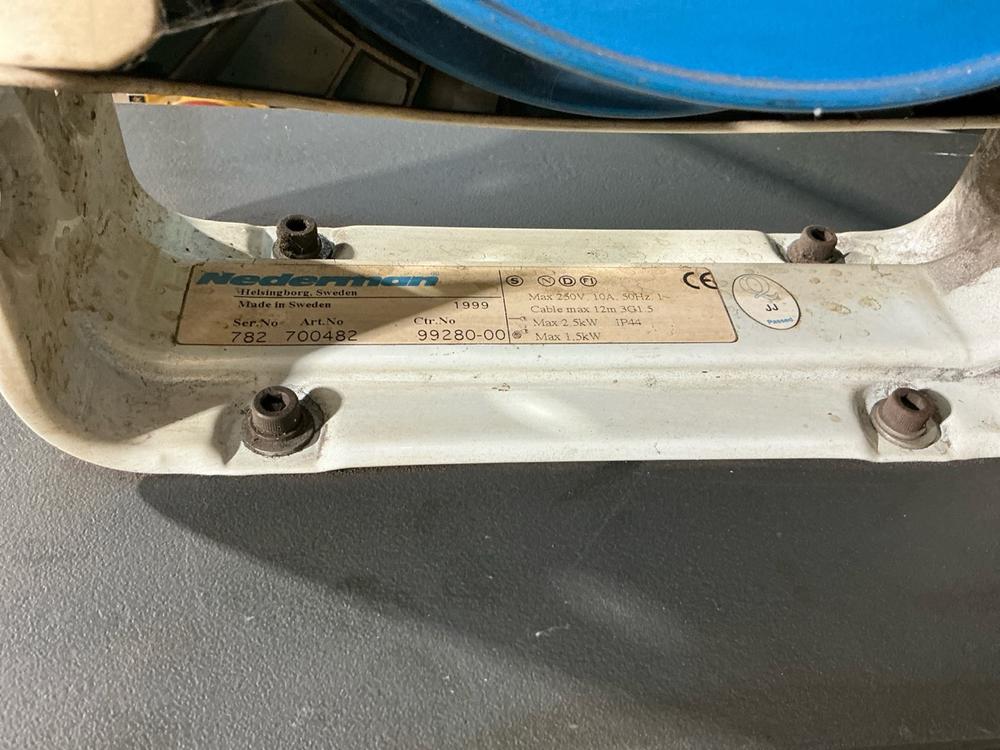 Nederman
Helsingborg, Sweden
Made in Sweden 1999
Ser.No Art.No Ctr.No
782 700482 99280-00
S N D FI
Max 250V 10A, 50Hz. 1~
Cable max 12m 3G1.5
Max 2.5kW IP44
Max 1.5kW
CE
JJ
Passed